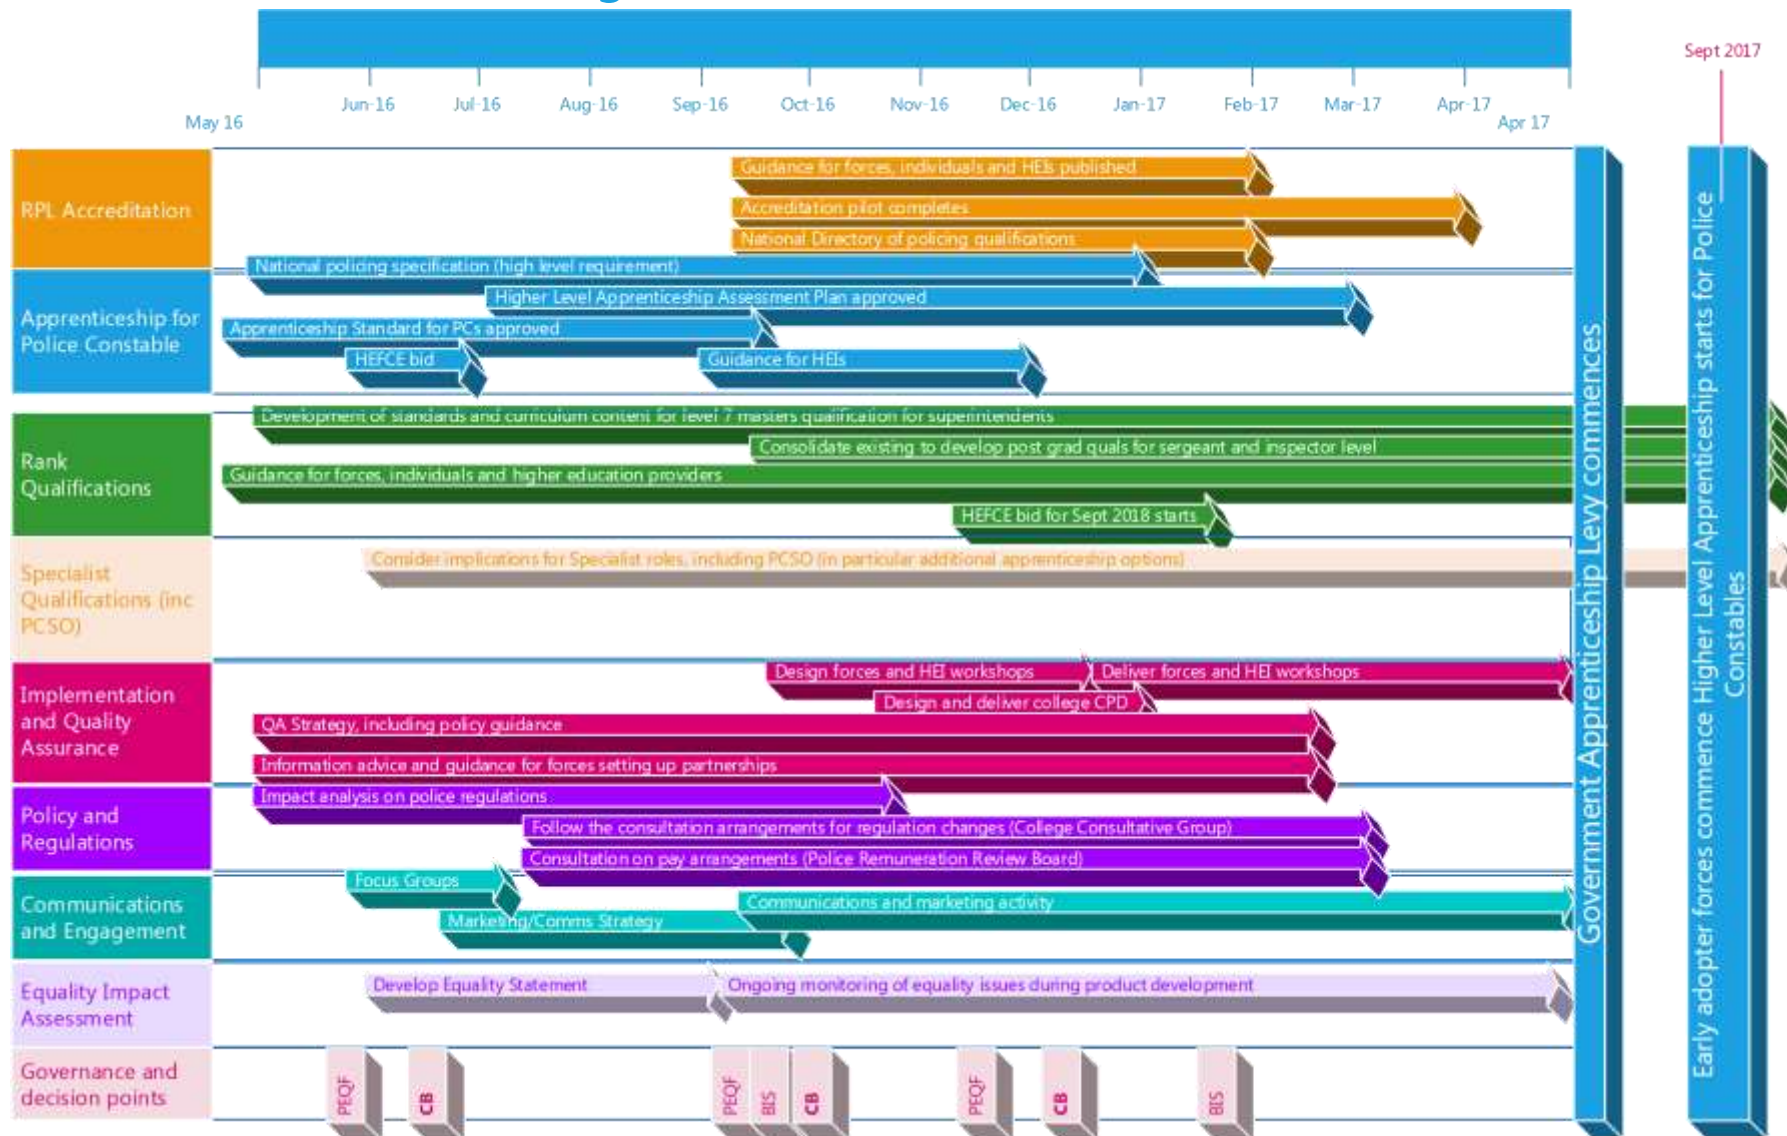 Sept 2017
Jun-16
Jul-16
Aug-16
Sep-16
Oct-16
Nov-16
Dec-16
Jan-17
Feb-17
Mar-17
Apr-17
May 16
Apr 17
RPL Accreditation
Guidance for forces, individuals and HEIs published
Accreditation pilot completes
National Directory of policing qualifications
Apprenticeship for
Police Constable
National policing specification (high level requirement)
Higher Level Apprenticeship Assessment Plan approved
Apprenticeship Standard for PCs approved
HEFCE bid
Guidance for HEIs
Rank
Qualifications
Development of standards and curriculum content for level 7 masters qualification for superintendents
Consolidate existing to develop post grad quals for sergeant and inspector level
Guidance for forces, individuals and higher education providers
HEFCE bid for Sept 2018 starts
Specialist
Qualifications (inc
PCSO)
Consider implications for Specialist roles, including PCSO (in particular additional apprenticeship options)
Implementation
and Quality
Assurance
Design forces and HEI workshops
Deliver forces and HEI workshops
Design and deliver college CPD
QA Strategy, including policy guidance
Information advice and guidance for forces setting up partnerships
Policy and
Regulations
Impact analysis on police regulations
Follow the consultation arrangements for regulation changes (College Consultative Group)
Consultation on pay arrangements (Police Remuneration Review Board)
Communications
and Engagement
Focus Groups
Communications and marketing activity
Marketing/Comms Strategy
Equality Impact
Assessment
Develop Equality Statement
Ongoing monitoring of equality issues during product development
Governance and
decision points
PEQF
CB
PEQF
BIS
CB
PEQF
CB
BIS
Government Apprenticeship Levy commences
Early adopter forces commence Higher Level Apprenticeship starts for Police
Constables